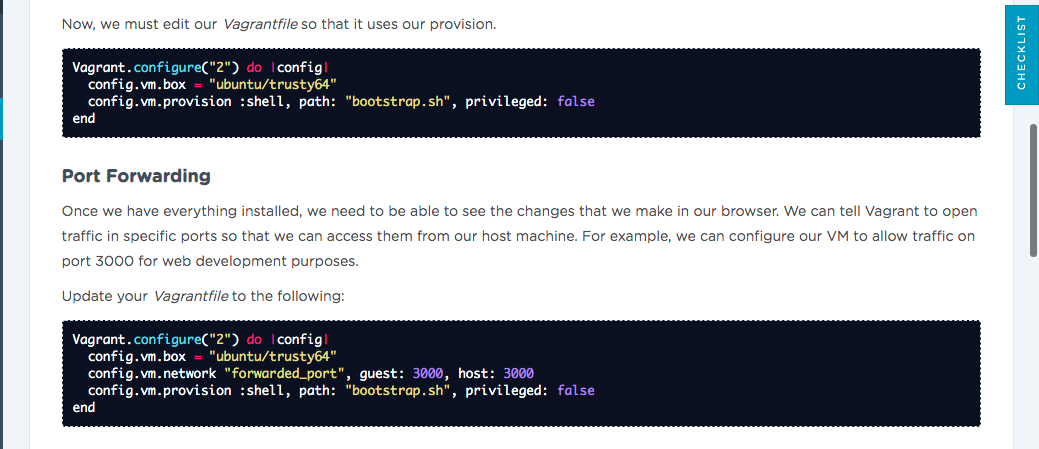 Now, we must edit our Vagrantfile so that it uses our provision.
CHECKLIST
Vagrant.configure("2") do |config|
  config.vm.box = "ubuntu/trusty64"
  config.vm.provision :shell, path: "bootstrap.sh", privileged: false
end
Port Forwarding
Once we have everything installed, we need to be able to see the changes that we make in our browser. We can tell Vagrant to open
traffic in specific ports so that we can access them from our host machine. For example, we can configure our VM to allow traffic on
port 3000 for web development purposes.
Update your Vagrantfile to the following:
Vagrant.configure("2") do |config|
  config.vm.box = "ubuntu/trusty64"
  config.vm.network "forwarded_port", guest: 3000, host: 3000
  config.vm.provision :shell, path: "bootstrap.sh", privileged: false
end